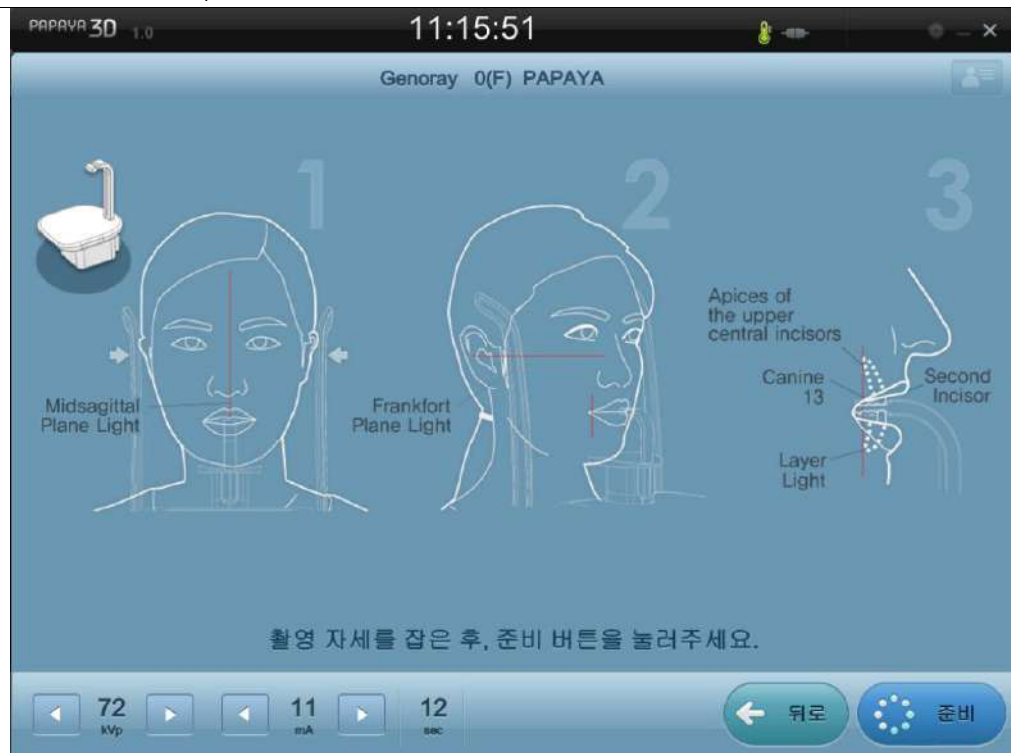 PAPAYA 3D 1.0
11:15:51
Genoray 0(F) PAPAYA
1
2
3
Midsagittal
Plane Light
Frankfort
Plane Light
Apices of
the upper
central incisors
Canine
13
Second
Incisor
Layer
Light
촬영 자세를 잡은 후, 준비 버튼을 눌러주세요.
72
kVp
11
mA
12
sec
뒤로
준비